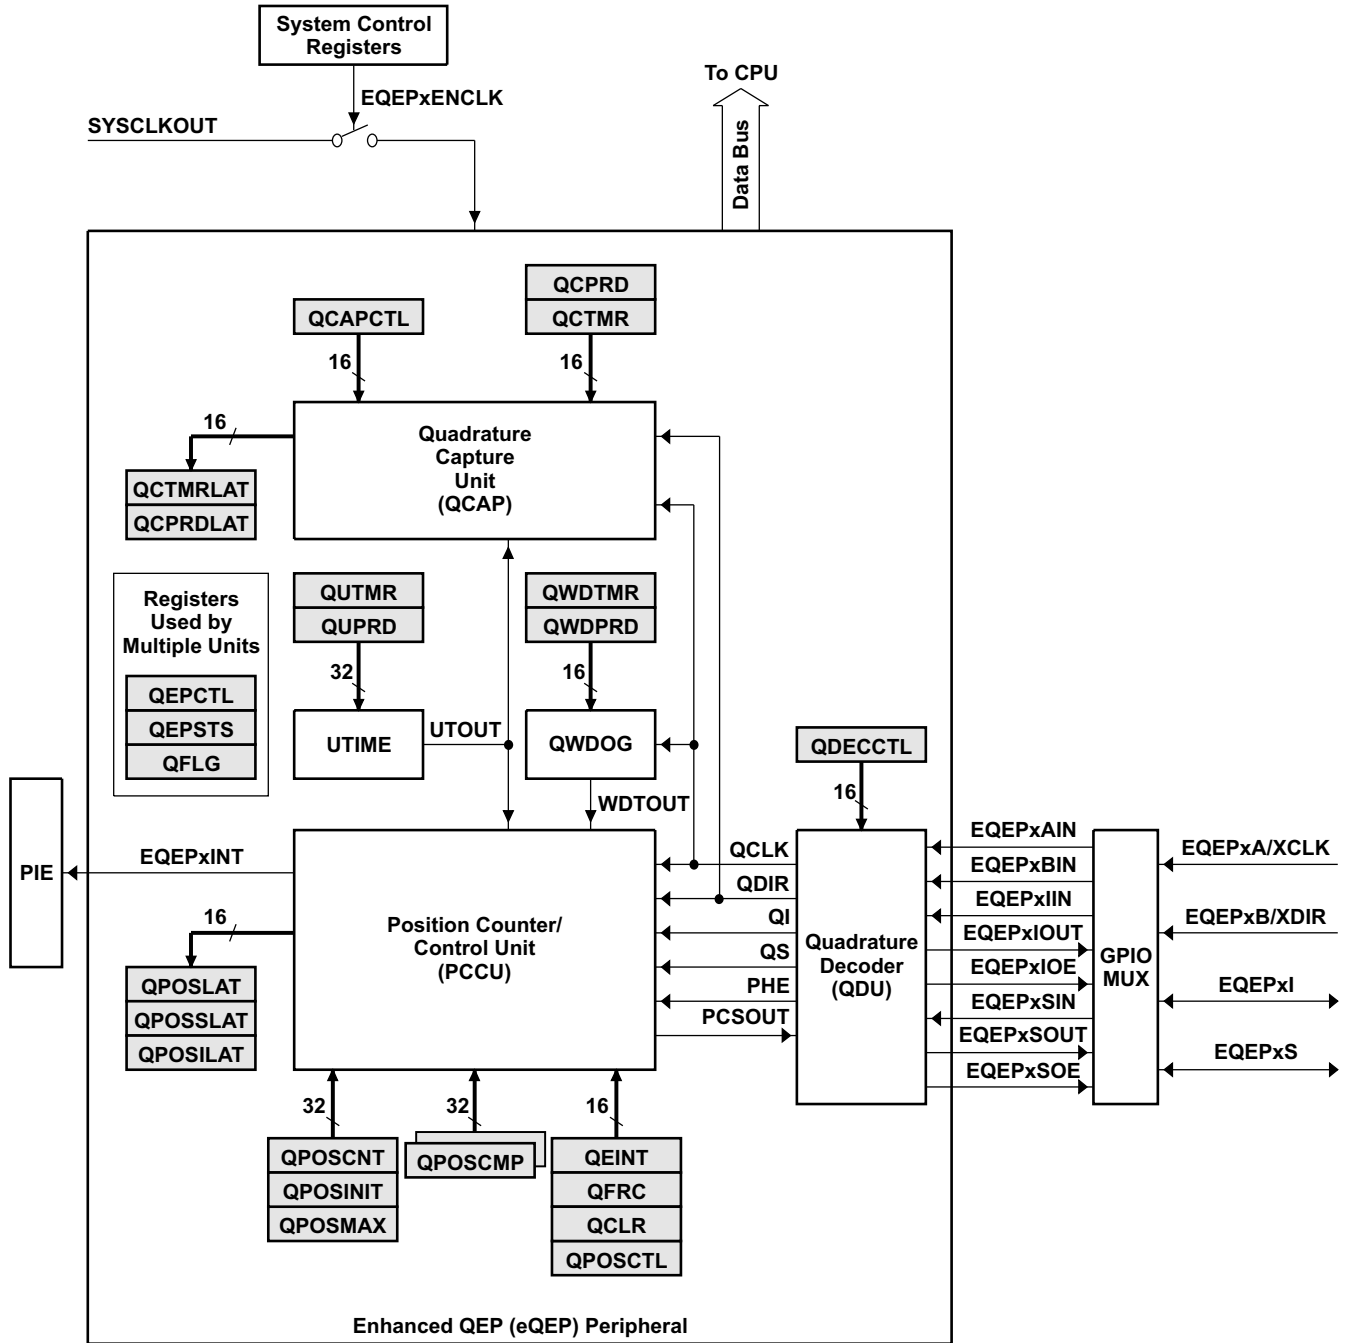 System Control
Registers
To CPU
EQEPxENCLK
SYSCLKOUT
Data Bus
QCPRD
QCAPCTL
QCTMR
16
16
16
Quadrature
Capture
Unit
(QCAP)
QCTMRLAT
QCPRDLAT
Registers
Used by
Multiple Units
QEPCTL
QEPSTS
QFLG
QUTMR
QUPRD
32
UTIME
UTOUT
QWDTMR
QWDPRD
16
QWDOG
WDTOUT
QDECCTL
16
PIE
EQEPxINT
16
QPOSLAT
QPOSSLAT
QPOSILAT
Position Counter/
Control Unit
(PCCU)
QCLK
QDIR
QI
QS
PHE
PCSOUT
Quadrature
Decoder
(QDU)
EQEPxAIN
EQEPxBIN
EQEPxIIN
EQEPxIOUT
EQEPxIOE
EQEPxSIN
EQEPxSOUT
EQEPxSOE
GPIO
MUX
EQEPxA/XCLK
EQEPxB/XDIR
EQEPxI
EQEPxS
32
32
16
QPOSCNT
QPOSINIT
QPOSMAX
QPOSCMP
QEINT
QFRC
QCLR
QPOSCTL
Enhanced QEP (eQEP) Peripheral